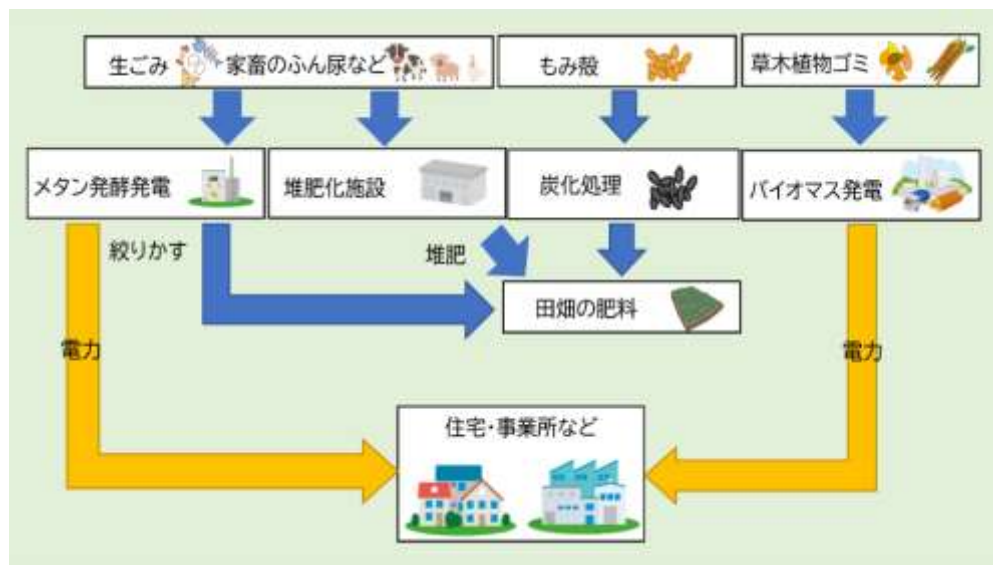 生ごみ 家畜のふん尿など
もみ殻
草木植物ゴミ
メタン発酵発電
堆肥化施設
炭化処理
バイオマス発電
絞りかす
堆肥
田畑の肥料
電力
電力
住宅・事業所など